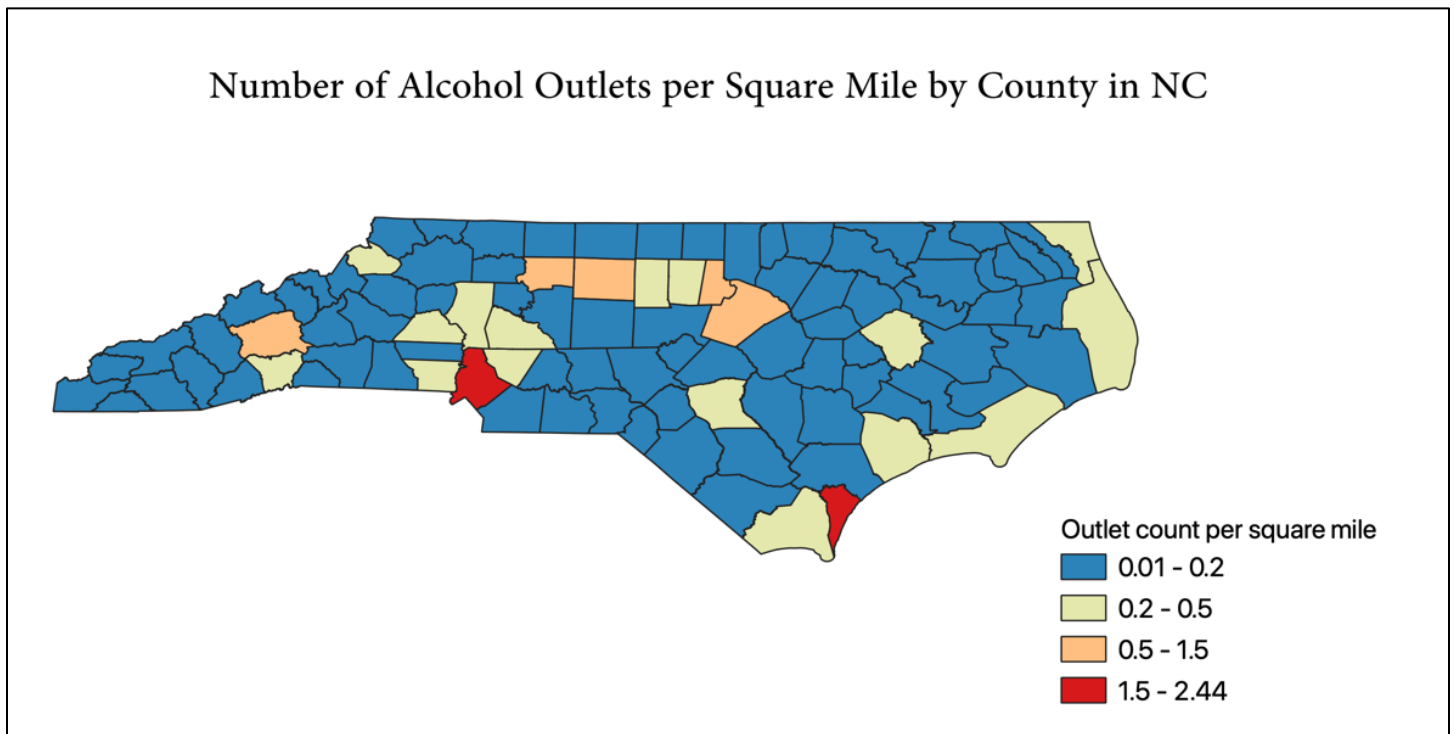 Number of Alcohol Outlets per Square Mile by County in NC
Outlet count per square mile
0.01 - 0.2
0.2 - 0.5
0.5 - 1.5
1.5 - 2.44